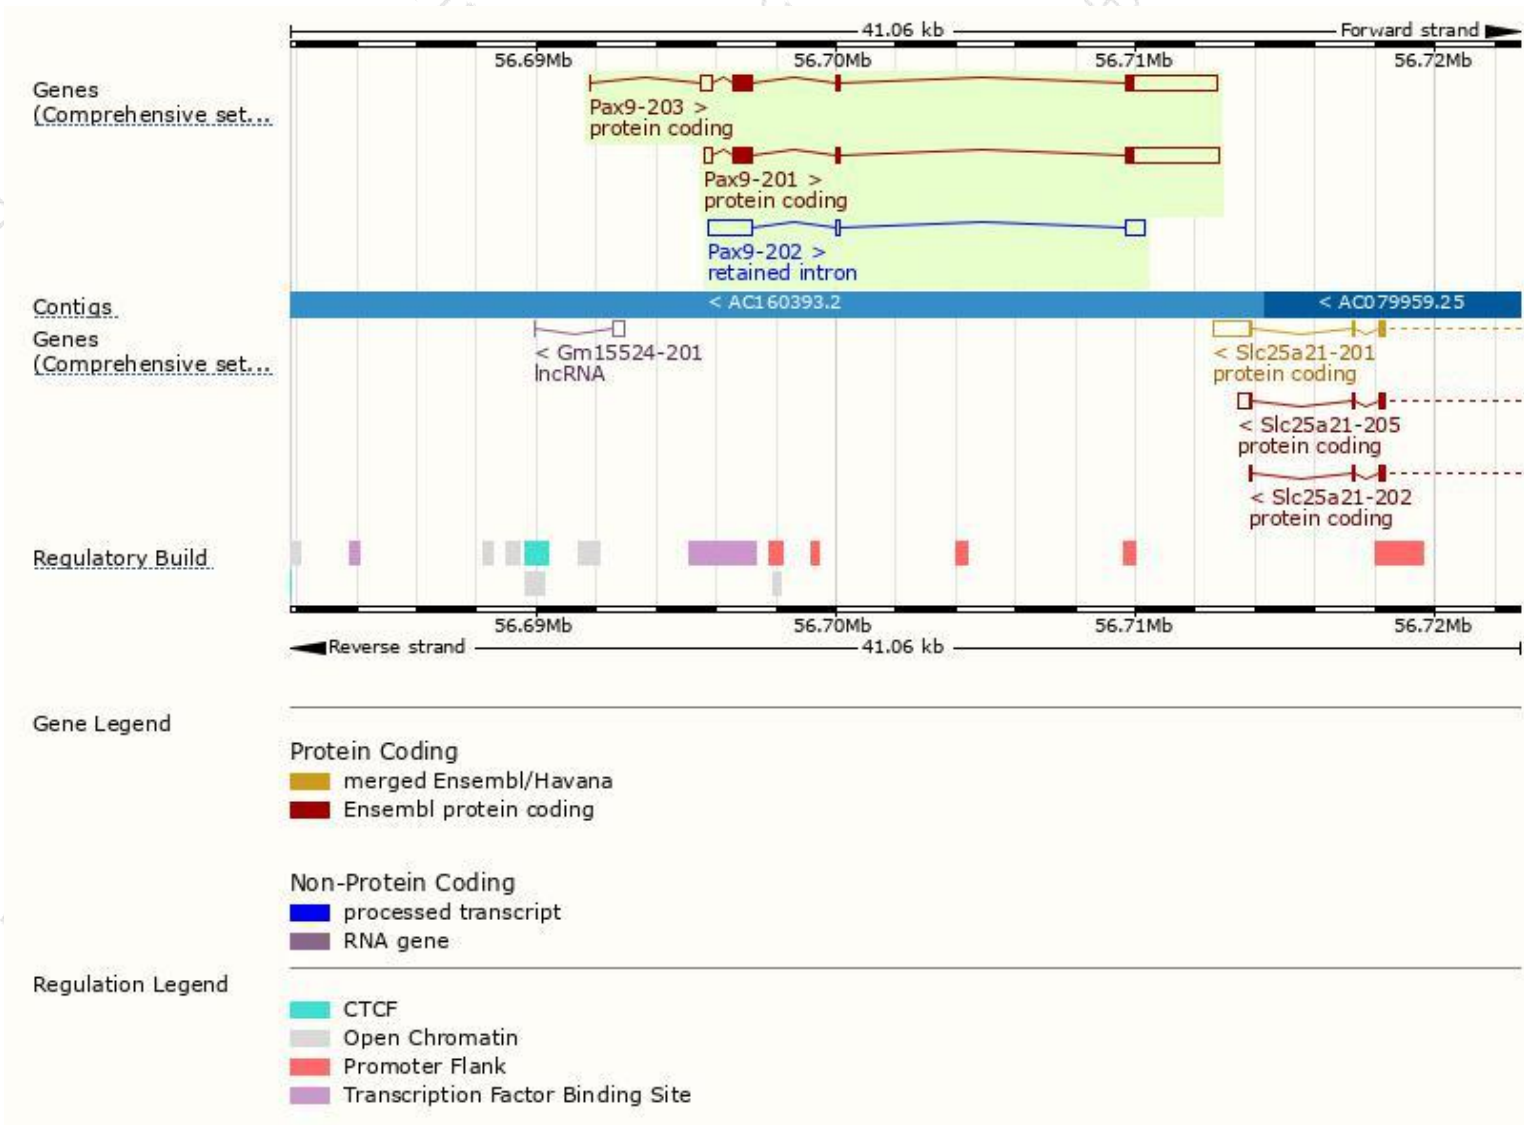 41.06 kb
Forward strand
56.69Mb 56.70Mb 56.71Mb 56.72Mb
Genes
(Comprehensive set...
Pax9-203 >
protein coding
Pax9-201 >
protein coding
Pax9-202 >
retained intron
Contigs
< AC160393.2
< AC079959.25
Genes
(Comprehensive set...
< Gm15524-201
lncRNA
< Slc25a21-201
protein coding
< Slc25a21-205
protein coding
< Slc25a21-202
protein coding
Regulatory Build
56.69Mb 56.70Mb 56.71Mb 56.72Mb
Reverse strand
41.06 kb
Gene Legend
Protein Coding
merged Ensembl/Havana
Ensembl protein coding
Non-Protein Coding
processed transcript
RNA gene
Regulation Legend
CTCF
Open Chromatin
Promoter Flank
Transcription Factor Binding Site